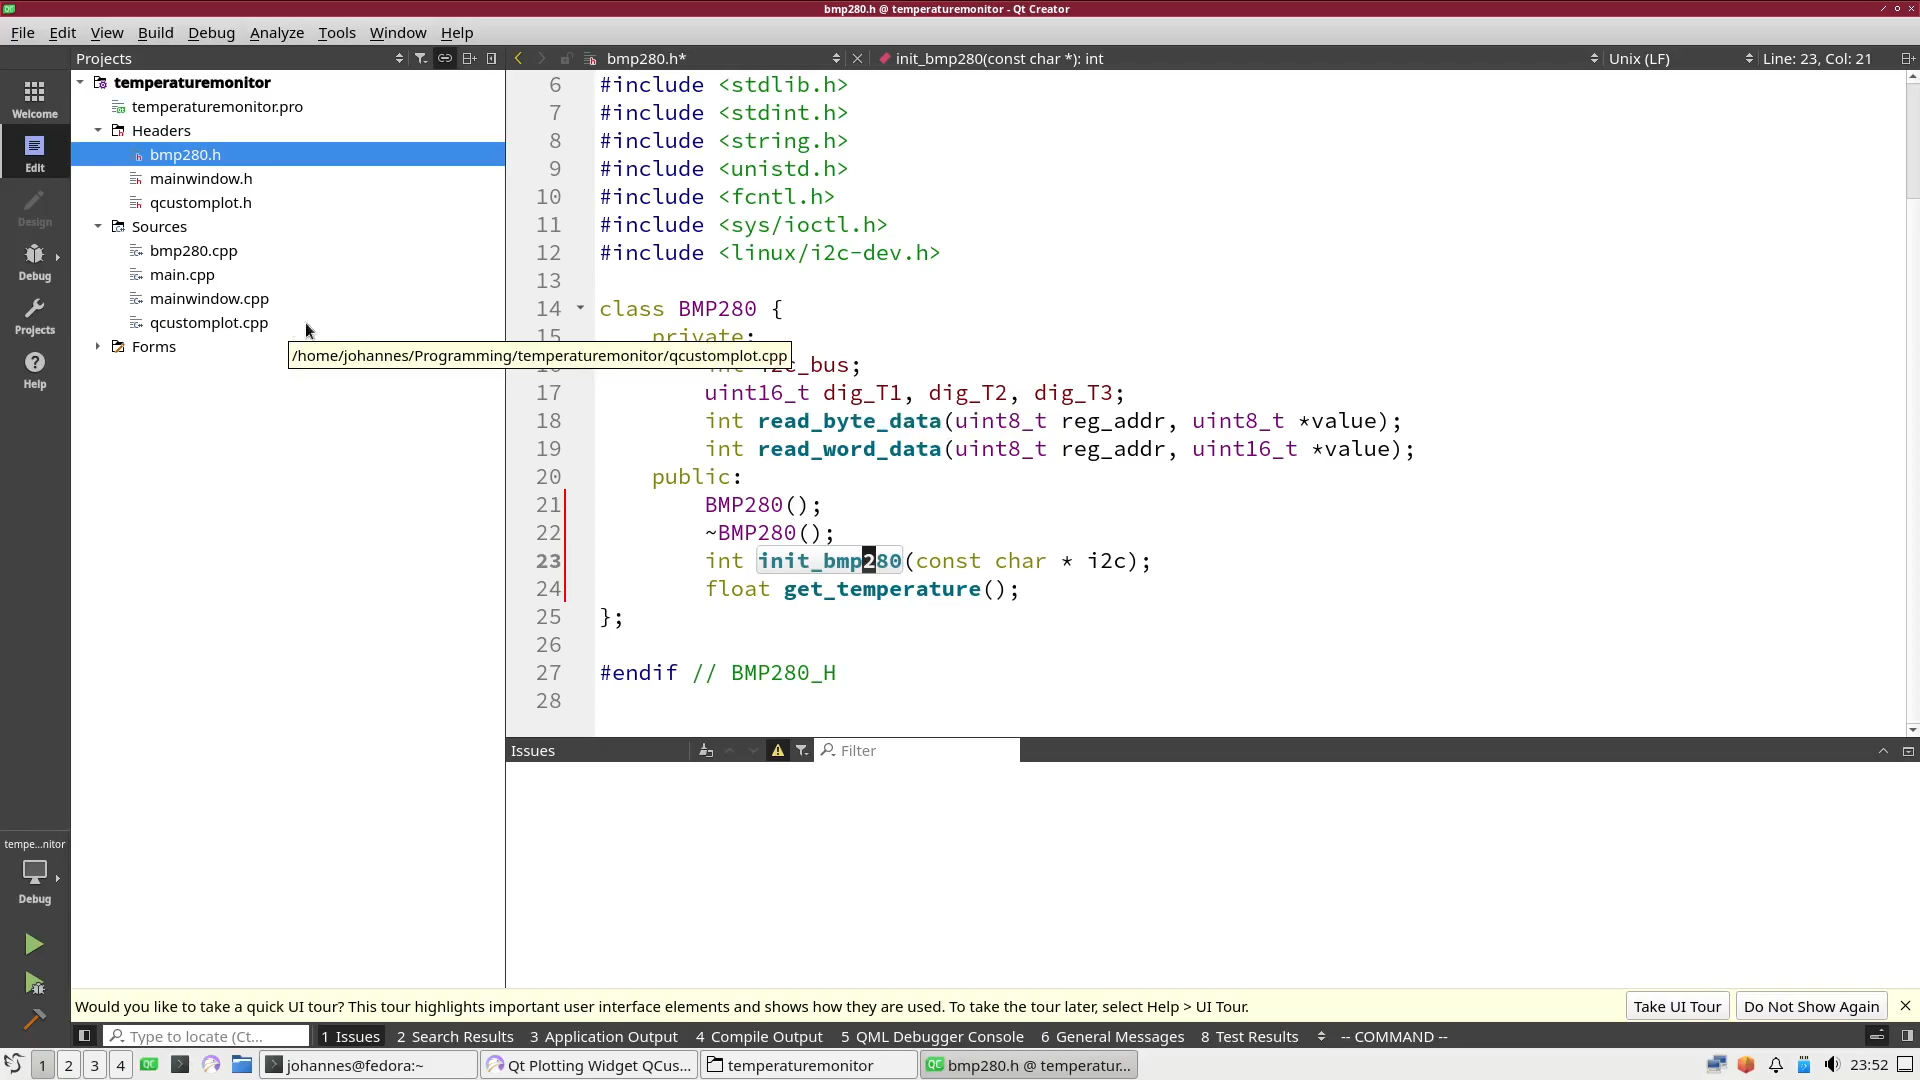 bmp280.h @ temperaturemonitor - Qt Creator
File Edit View Build Debug Analyze Tools Window Help
Projects
bmp280.h*
init_bmp280(const char *): int
Unix (LF)
Line: 23, Col: 21
Welcome
Edit
Design
Debug
Projects
Help
temperaturemonitor
temperaturemonitor.pro
Headers
bmp280.h
mainwindow.h
qcustomplot.h
Sources
bmp280.cpp
main.cpp
mainwindow.cpp
qcustomplot.cpp
Forms
/home/johannes/Programming/temperaturemonitor/qcustomplot.cpp
6 #include <stdlib.h>
7 #include <stdint.h>
8 #include <string.h>
9 #include <unistd.h>
10 #include <fcntl.h>
11 #include <sys/ioctl.h>
12 #include <linux/i2c-dev.h>
13
14 class BMP280 {
15 private:
16 int i2c_bus;
17 uint16_t dig_T1, dig_T2, dig_T3;
18 int read_byte_data(uint8_t reg_addr, uint8_t *value);
19 int read_word_data(uint8_t reg_addr, uint16_t *value);
20 public:
21 BMP280();
22 ~BMP280();
23 int init_bmp280(const char * i2c);
24 float get_temperature();
25 };
26
27 #endif // BMP280_H
28
Issues
Filter
tempe...nitor
Debug
Would you like to take a quick UI tour? This tour highlights important user interface elements and shows how they are used. To take the tour later, select Help > UI Tour.
Take UI Tour
Do Not Show Again
Type to locate (Ct...
1 Issues 2 Search Results 3 Application Output 4 Compile Output 5 QML Debugger Console 6 General Messages 8 Test Results -- COMMAND --
1 2 3 4
johannes@fedora:~
Qt Plotting Widget QCus...
temperaturemonitor
bmp280.h @ temperatur...
23:52